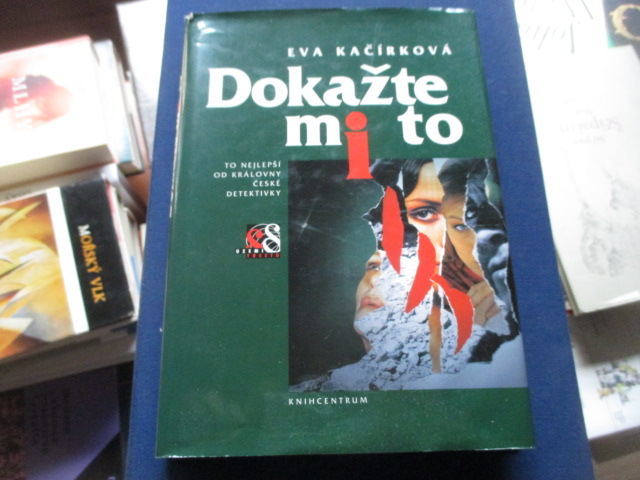 EVA KAČÍRKOVÁ
Dokažte
mi to
TO NEJLEPŠÍ
OD KRÁLOVNY
ČESKÉ
DETEKTIVKY
KNIHCENTRUM
MOŘSKÝ VLK